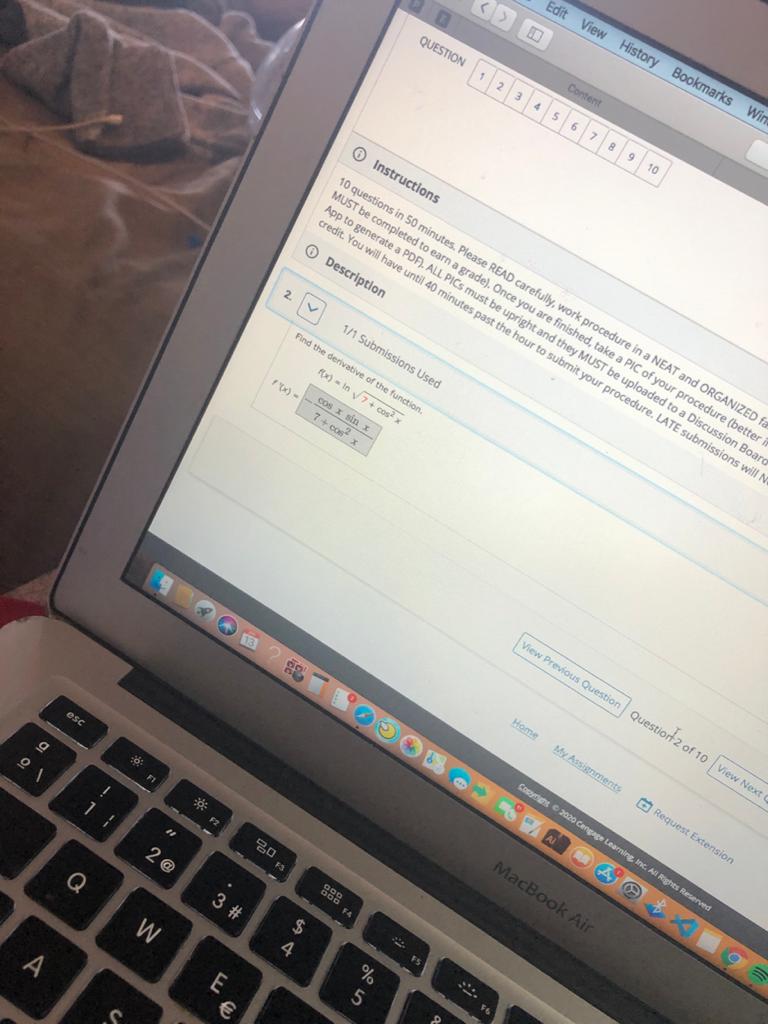 Edit View History Bookmarks
Content
QUESTION 1 2 3 4 5 6 7 8 9 10
Instructions
10 questions in 50 minutes. Please READ carefully, work procedure in a NEAT and ORGANIZED
MUST be completed to earn a grade). Once you are finished, take a PIC of your procedure (better
App to generate a PDF). ALL PICs must be upright and they MUST be uploaded to a Discussion Board
credit. You will have until 40 minutes past the hour to submit your procedure. LATE submissions will
Description
2. 1/1 Submissions Used
Find the derivative of the function.
f(x) = ln √7 + cos² x
f '(x) = − cos x sin x
7 + cos² x
View Previous Question
Question 2 of 10
View Next
Home
My Assignments
Request Extension
Copyright © 2020 Cengage Learning, Inc. All Rights Reserved
13
Ai
MacBook Air
esc
F1
F2
F3
F4
F5
F6
º ª \
! 1 |
" 2 @
· 3 #
$ 4
% 5
Q
W
E €
A
S